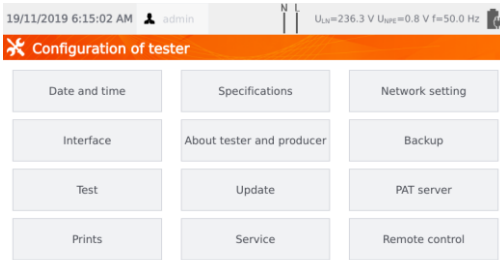 N L
19/11/2019 6:15:02 AM admin ULN=236.3 V UNPE=0.8 V f=50.0 Hz
Configuration of tester
Date and time Specifications Network setting
Interface About tester and producer Backup
Test Update PAT server
Prints Service Remote control